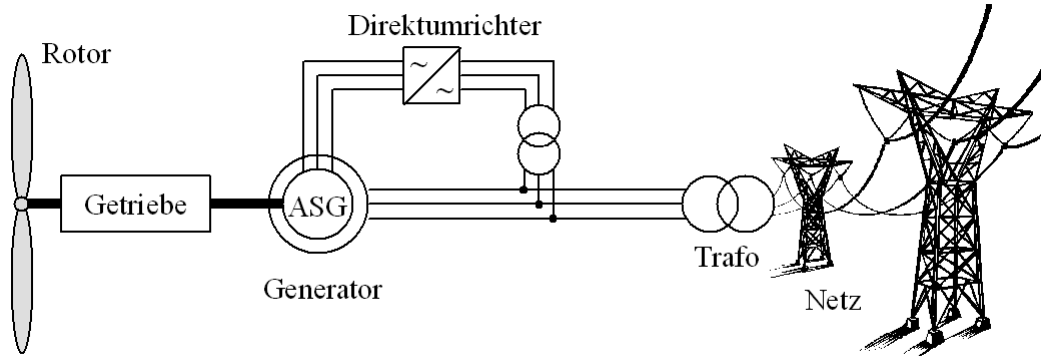 Direktumrichter
Rotor
~
~
Getriebe
ASG
Generator
Trafo
Netz